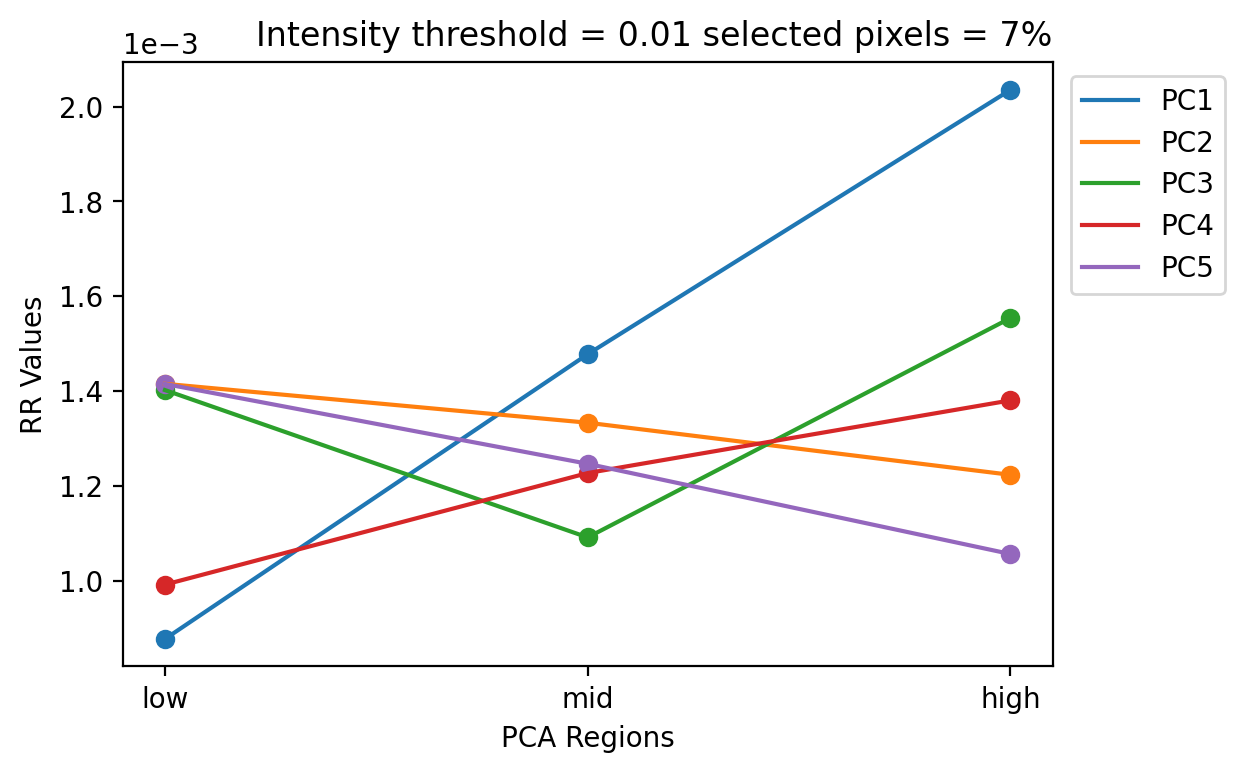 Intensity threshold = 0.01 selected pixels = 7%
1e−3
2.0
1.8
1.6
1.4
1.2
1.0
RR Values
low mid high
PCA Regions
PC1
PC2
PC3
PC4
PC5